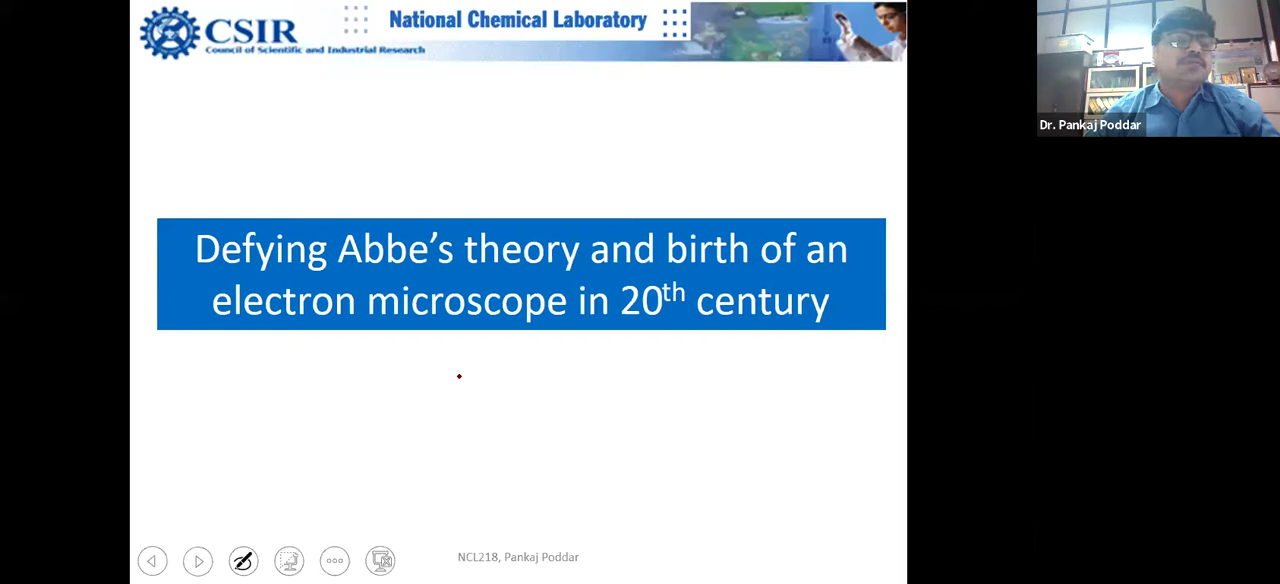 CSIR
Council of Scientific and Industrial Research
National Chemical Laboratory
Dr. Pankaj Poddar
Defying Abbe’s theory and birth of an
electron microscope in 20th century
NCL218, Pankaj Poddar